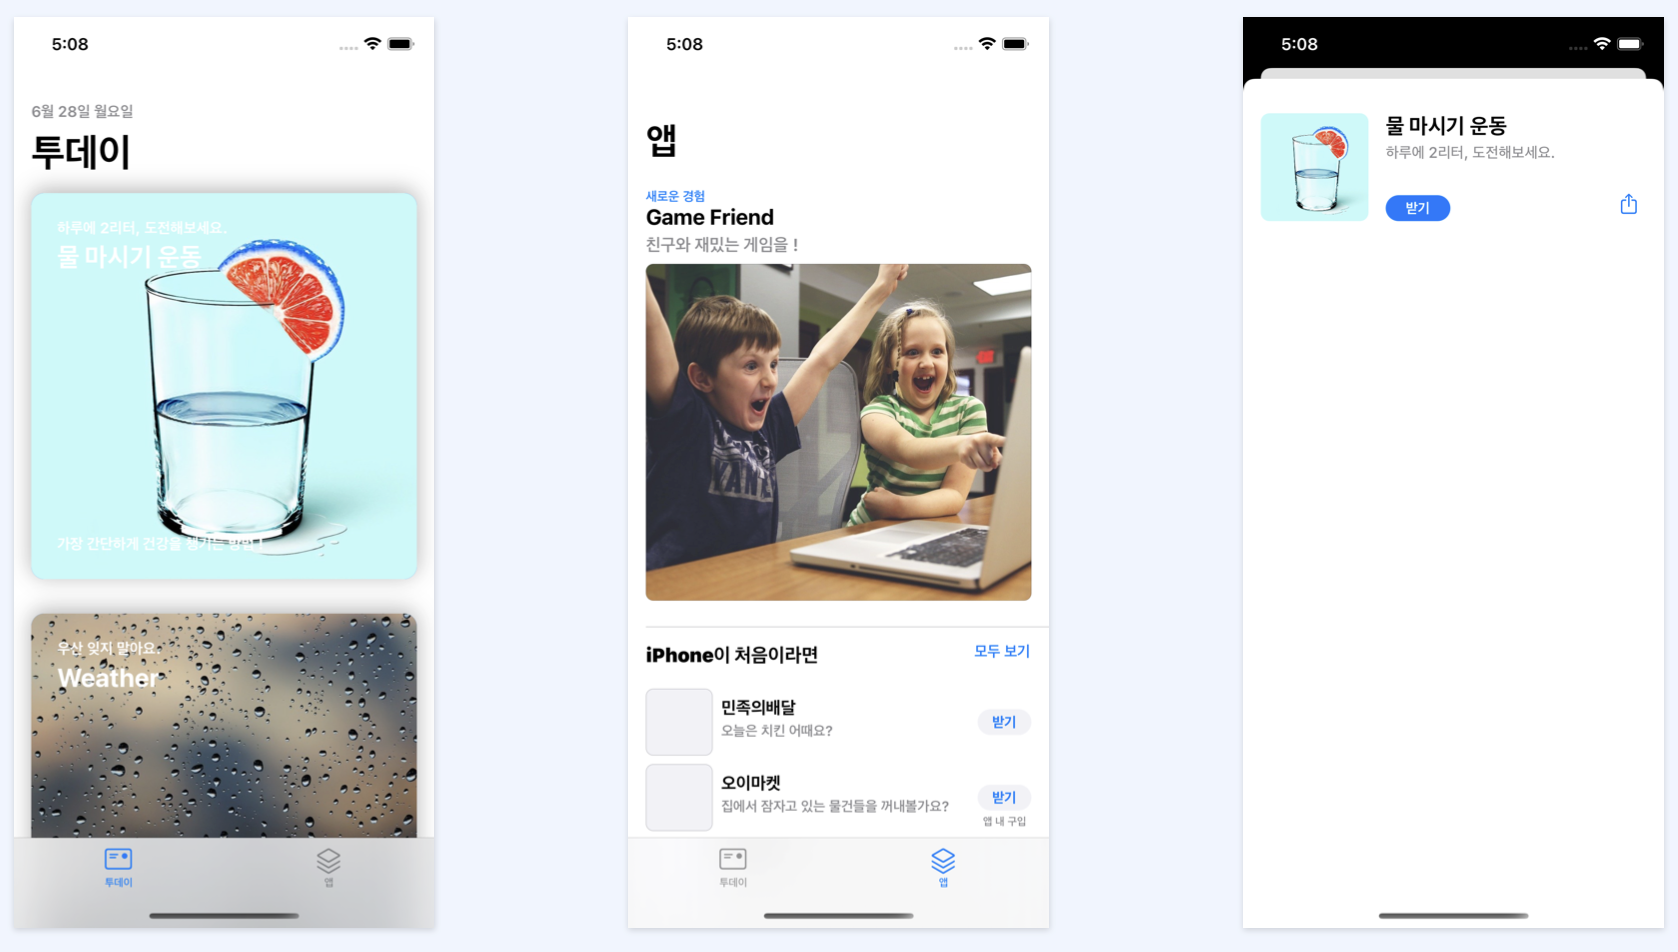 5:08
6월 28일 월요일
투데이
하루에 2리터, 도전해보세요.
물 마시기 운동
가장 간단하게 건강을 챙기는 방법!
우산 잊지 말아요.
Weather
투데이
앱
5:08
앱
새로운 경험
Game Friend
친구와 재밌는 게임을 !
iPhone이 처음이라면
모두 보기
민족의배달
오늘은 치킨 어때요?
받기
오이마켓
집에서 잠자고 있는 물건들을 꺼내볼가요?
받기
앱 내 구입
투데이
앱
5:08
물 마시기 운동
하루에 2리터, 도전해보세요.
받기